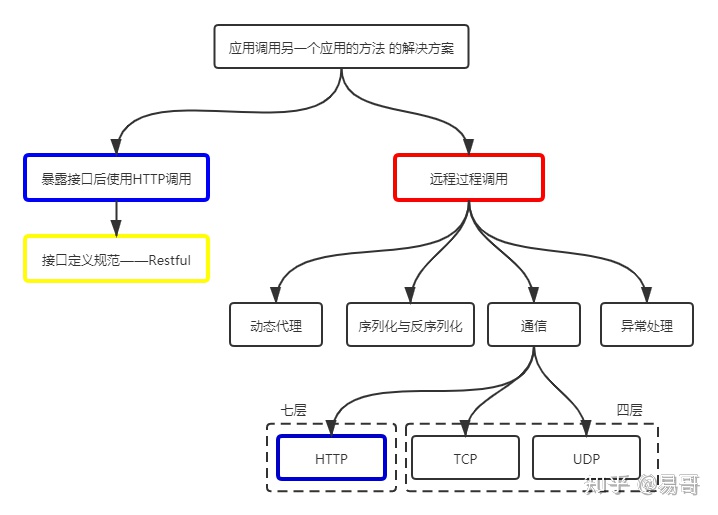 应用调用另一个应用的方法 的解决方案
暴露接口后使用HTTP调用
远程过程调用
接口定义规范——Restful
动态代理
序列化与反序列化
通信
异常处理
七层
四层
HTTP
TCP
UDP
知乎 @易哥